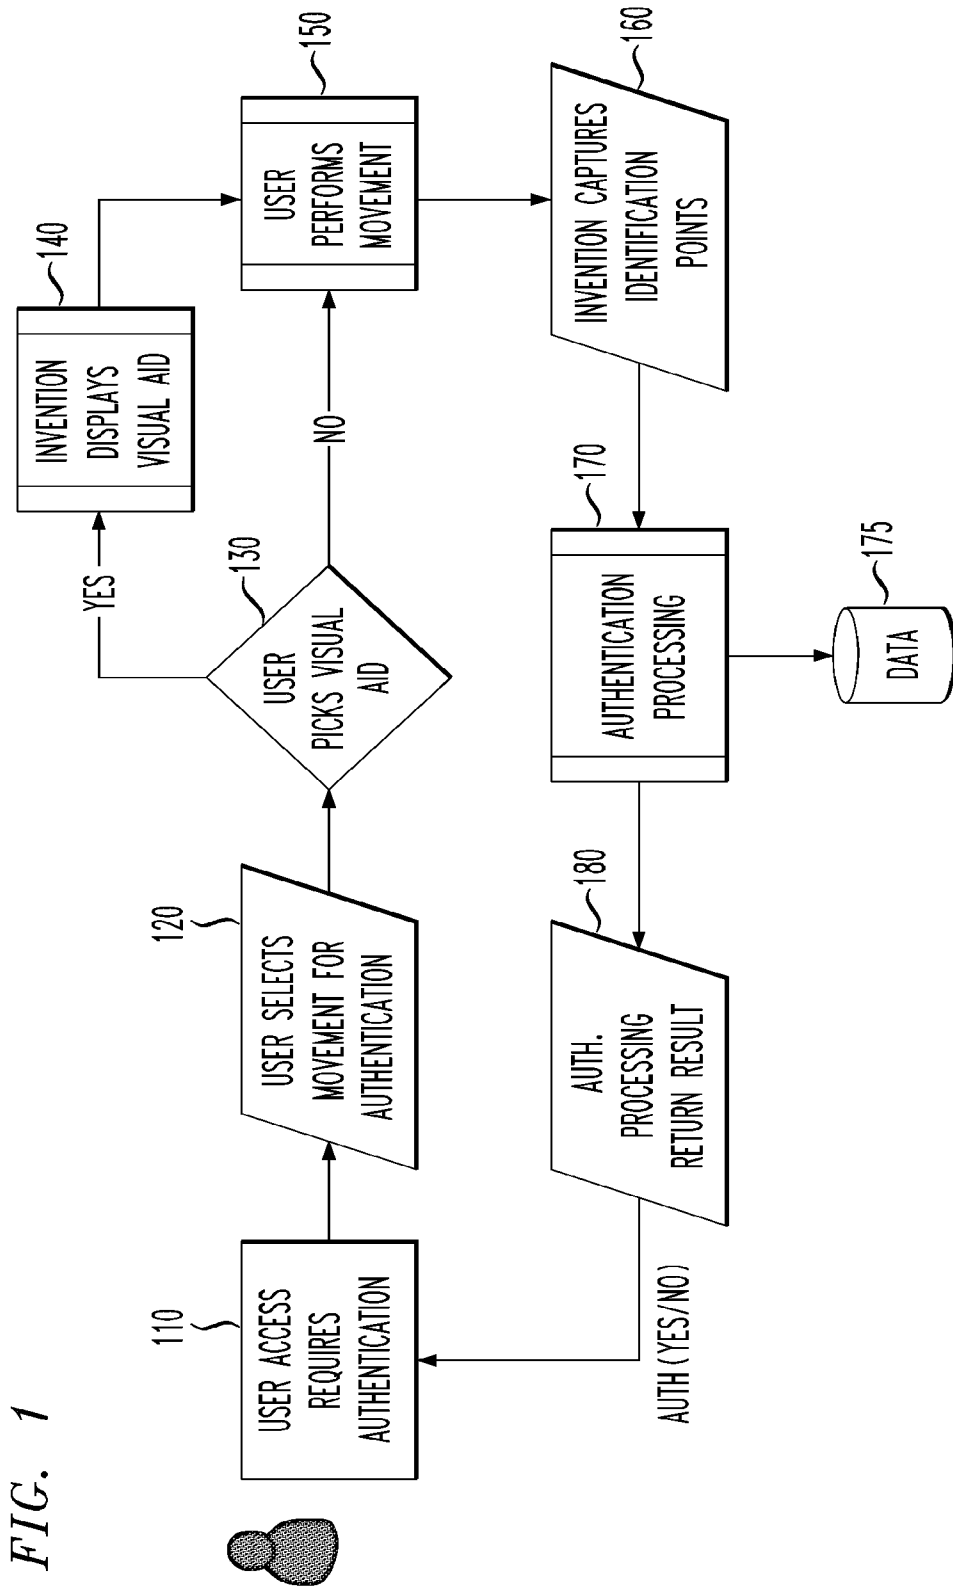 FIG. 1
110
USER ACCESS
REQUIRES
AUTHENTICATION
120
USER SELECTS
MOVEMENT FOR
AUTHENTICATION
130
USER
PICKS VISUAL
AID
YES
NO
140
INVENTION
DISPLAYS
VISUAL AID
150
USER
PERFORMS
MOVEMENT
160
INVENTION CAPTURES
IDENTIFICATION
POINTS
170
AUTHENTICATION
PROCESSING
175
DATA
180
AUTH.
PROCESSING
RETURN RESULT
AUTH(YES/NO)